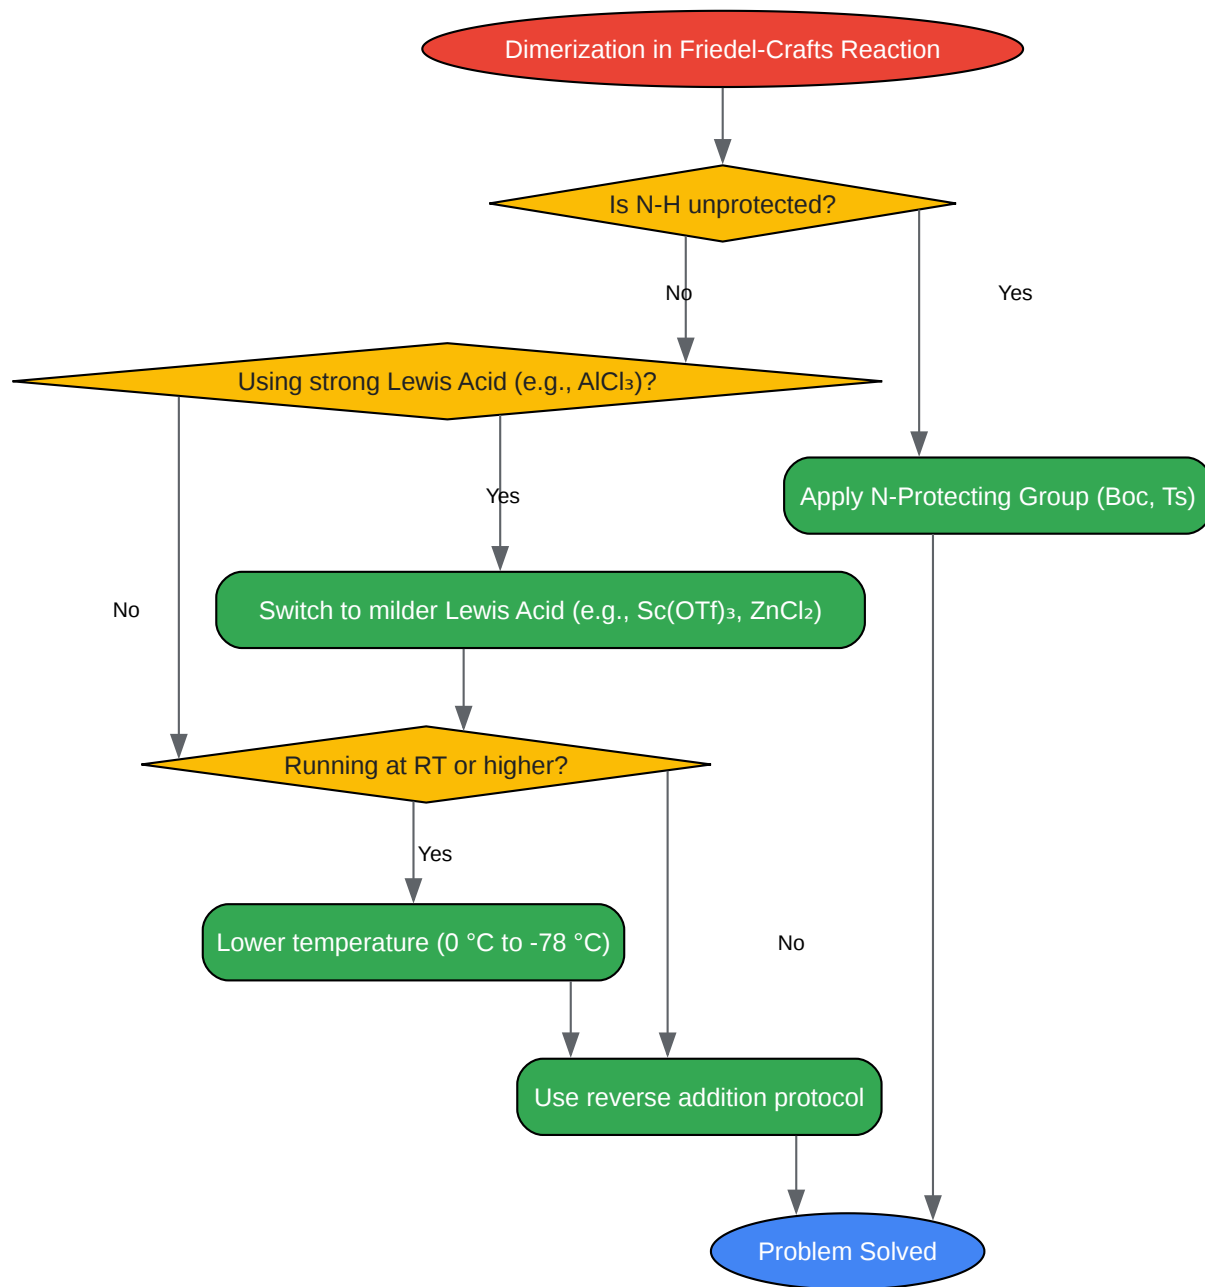 Dimerization in Friedel-Crafts Reaction
Is N-H unprotected?
No
Yes
Using strong Lewis Acid (e.g., AlCl₃)?
Yes
Apply N-Protecting Group (Boc, Ts)
No
Switch to milder Lewis Acid (e.g., Sc(OTf)₃, ZnCl₂)
Running at RT or higher?
Yes
Lower temperature (0 °C to -78 °C)
No
Use reverse addition protocol
Problem Solved